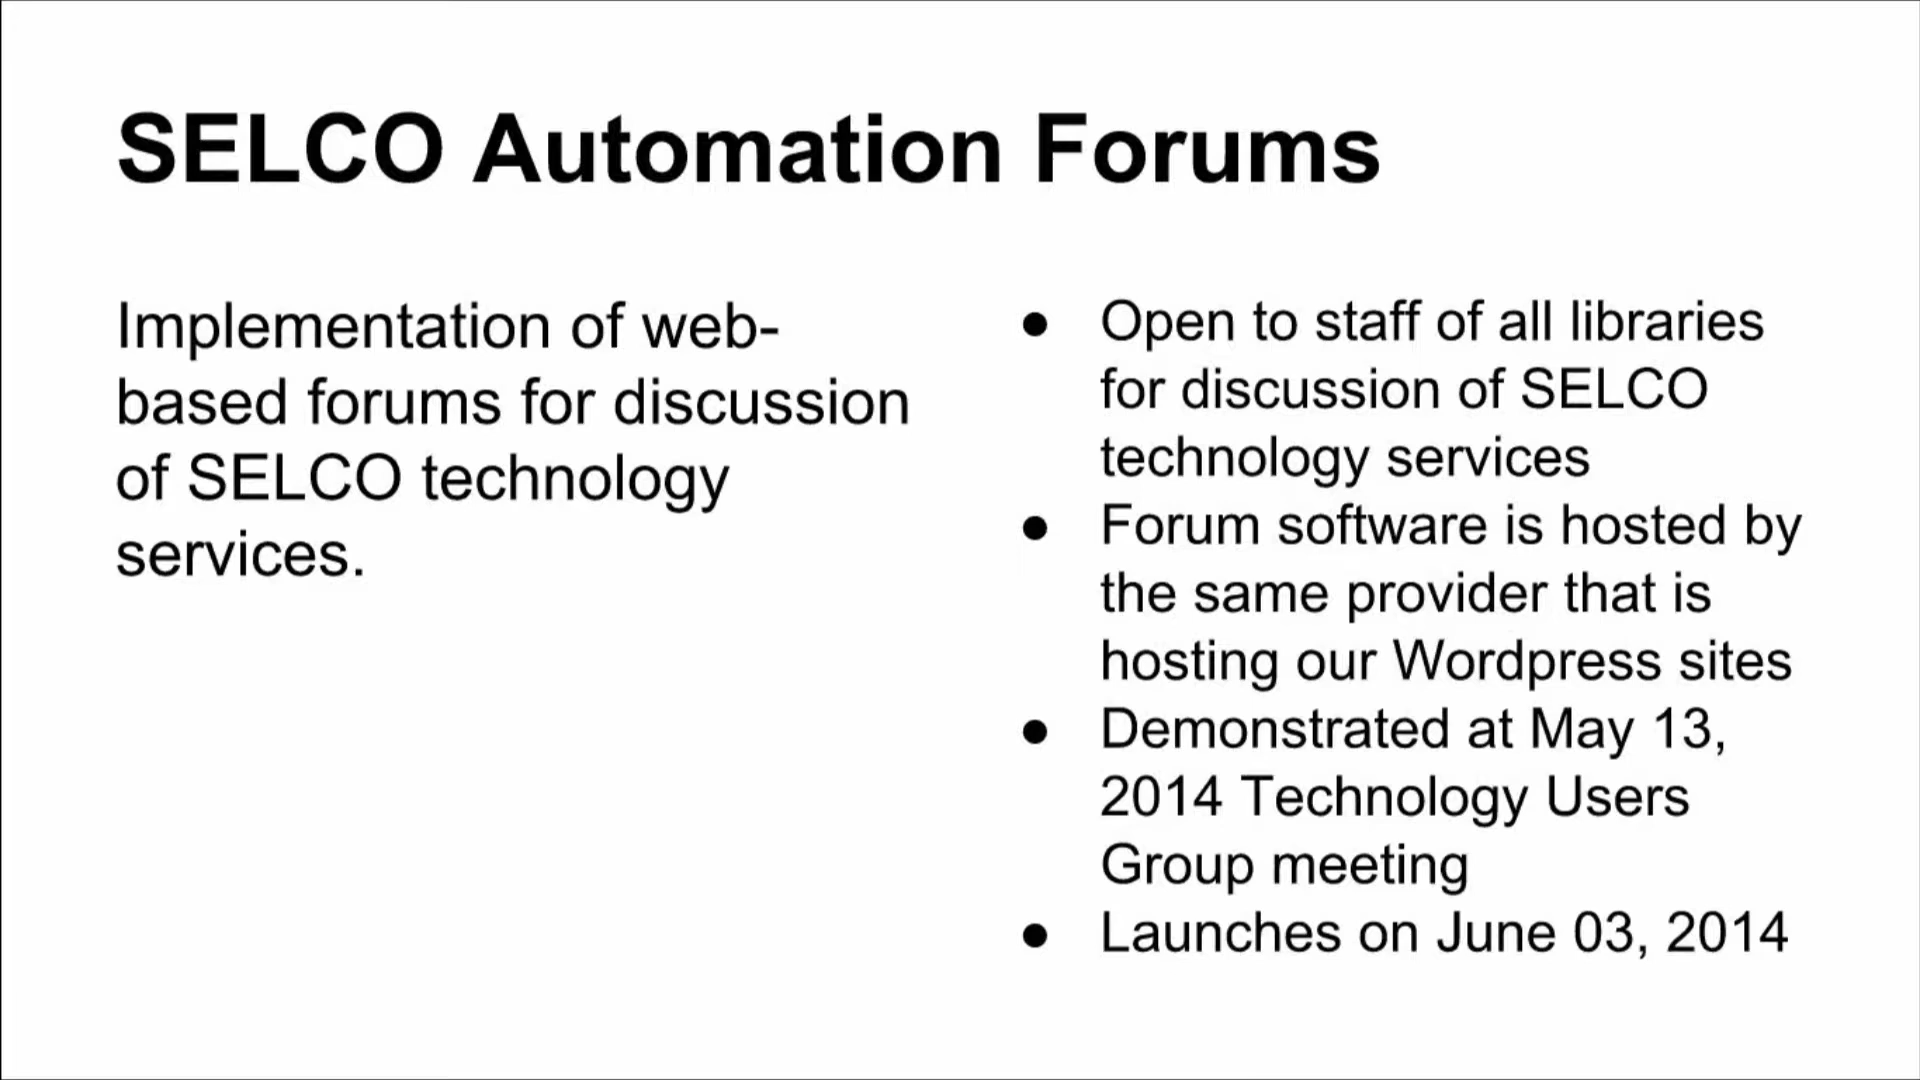 SELCO Automation Forums
Implementation of web-
based forums for discussion
of SELCO technology
services.
● Open to staff of all libraries
for discussion of SELCO
technology services
● Forum software is hosted by
the same provider that is
hosting our Wordpress sites
● Demonstrated at May 13,
2014 Technology Users
Group meeting
● Launches on June 03, 2014